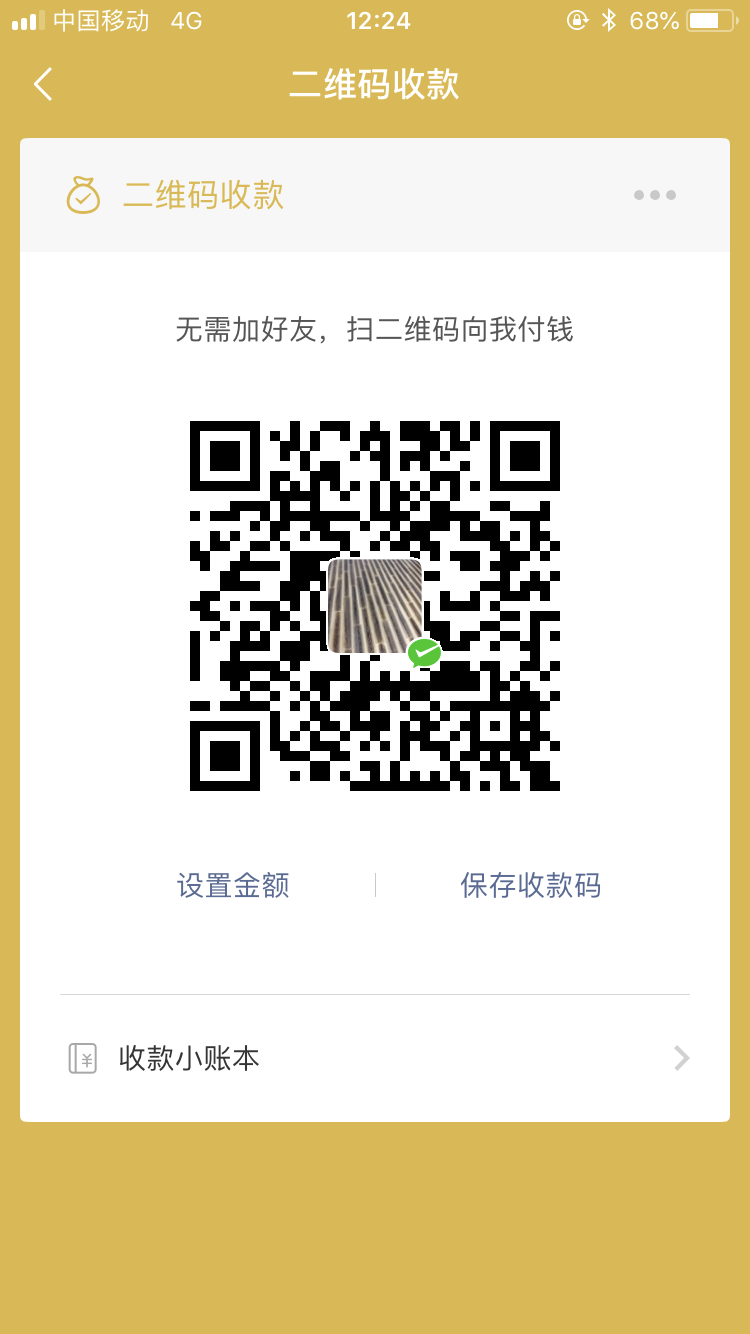 中国移动 4G 12:24 68%
二维码收款
二维码收款
无需加好友，扫二维码向我付钱
设置金额 保存收款码
¥ 收款小账本